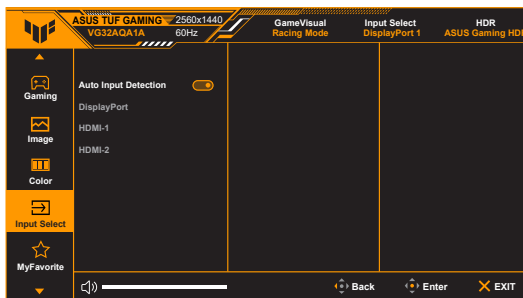 ASUS TUF GAMING
VG32AQA1A
2560x1440
60Hz
GameVisual
Racing Mode
Input Select
DisplayPort 1
HDR
ASUS Gaming HD
Gaming
Image
Color
Input Select
MyFavorite
Auto Input Detection
DisplayPort
HDMI-1
HDMI-2
Back
Enter
EXIT